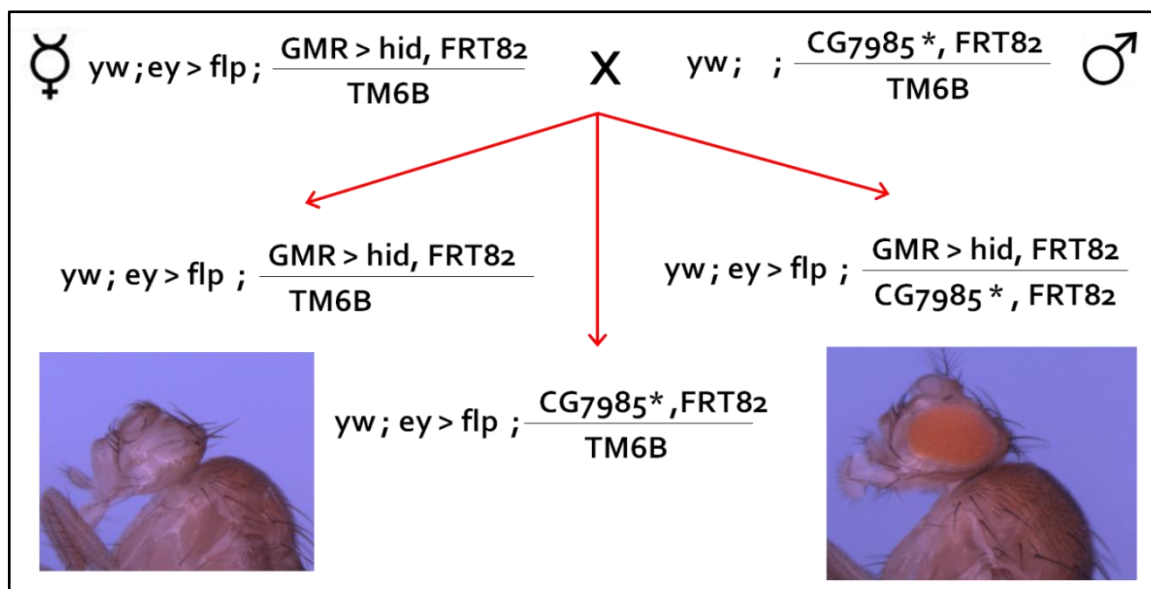 ☿ yw ; ey > flp ; GMR > hid, FRT82 X yw; ; CG7985 *, FRT82 ♂
TM6B TM6B
yw ; ey > flp ; GMR > hid, FRT82
TM6B
yw ; ey > flp ; GMR > hid, FRT82
CG7985 * , FRT82
yw ; ey > flp ; CG7985* ,FRT82
TM6B